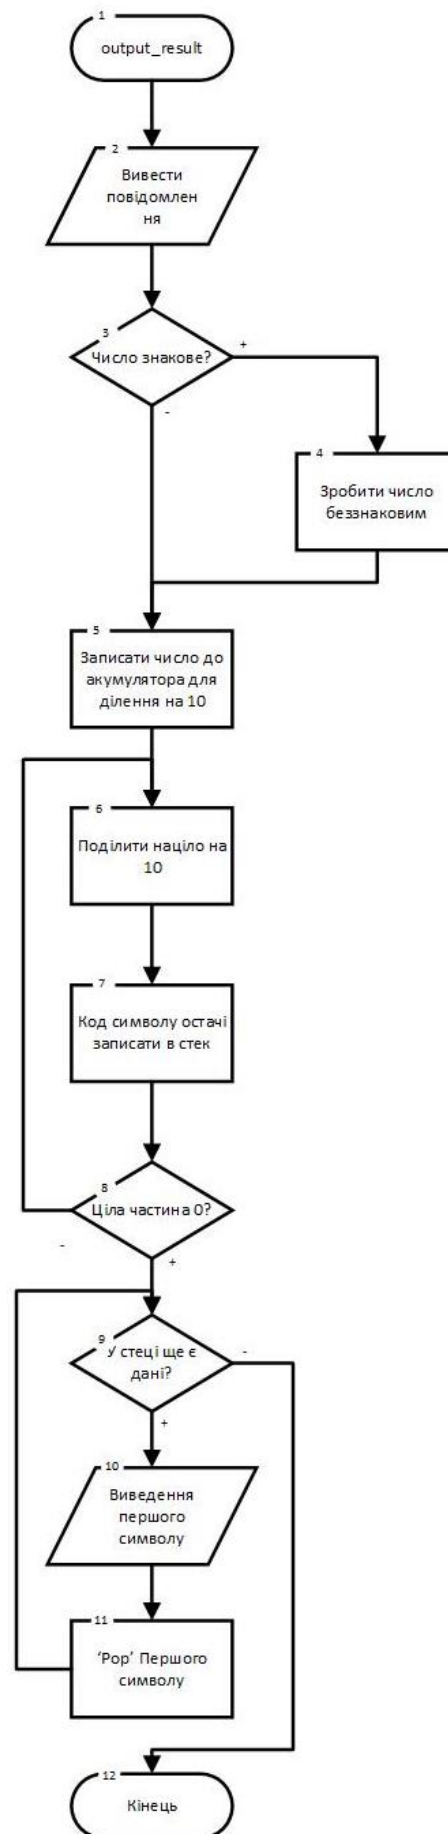 1
output_result
2
Вивести
повідомлен
ня
3
Число знакове?
+
-
4
Зробити число
беззнаковим
5
Записати число до
акумулятора для
ділення на 10
6
Поділити націло на
10
7
Код символу остачі
записати в стек
8
Ціла частина 0?
-
+
9
У стеці ще є
дані?
-
+
10
Виведення
першого
символу
11
‘Pop’ Першого
символу
12
Кінець